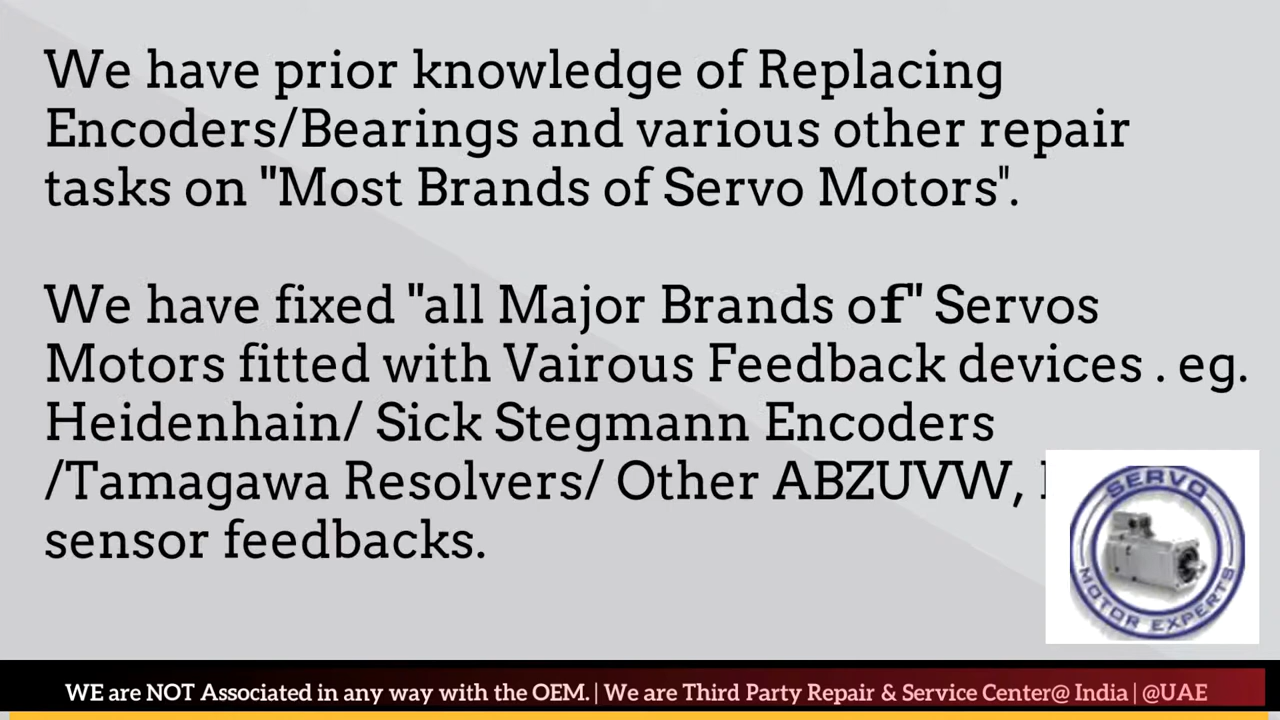 We have prior knowledge of Replacing
Encoders/Bearings and various other repair
tasks on "Most Brands of Servo Motors".
We have fixed "all Major Brands of" Servos
Motors fitted with Vairous Feedback devices . eg.
Heidenhain/ Sick Stegmann Encoders
/Tamagawa Resolvers/ Other ABZUVW,
sensor feedbacks.
SERVO
MOTOR EXPERTS
WE are NOT Associated in any way with the OEM. | We are Third Party Repair & Service Center@ India | @UAE